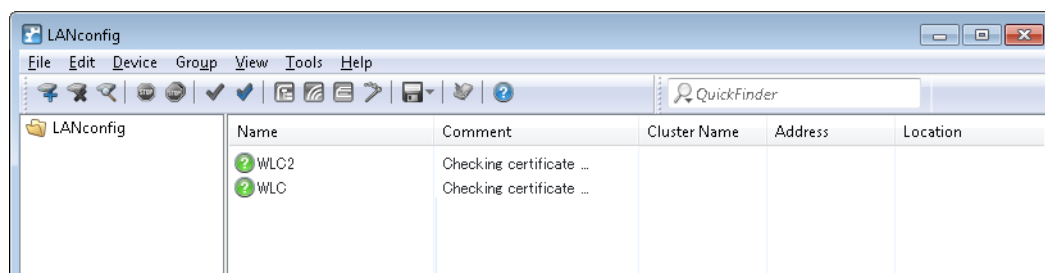 LANconfig
File Edit Device Group View Tools Help
QuickFinder
LANconfig
Name Comment Cluster Name Address Location
WLC2 Checking certificate ...
WLC Checking certificate ...